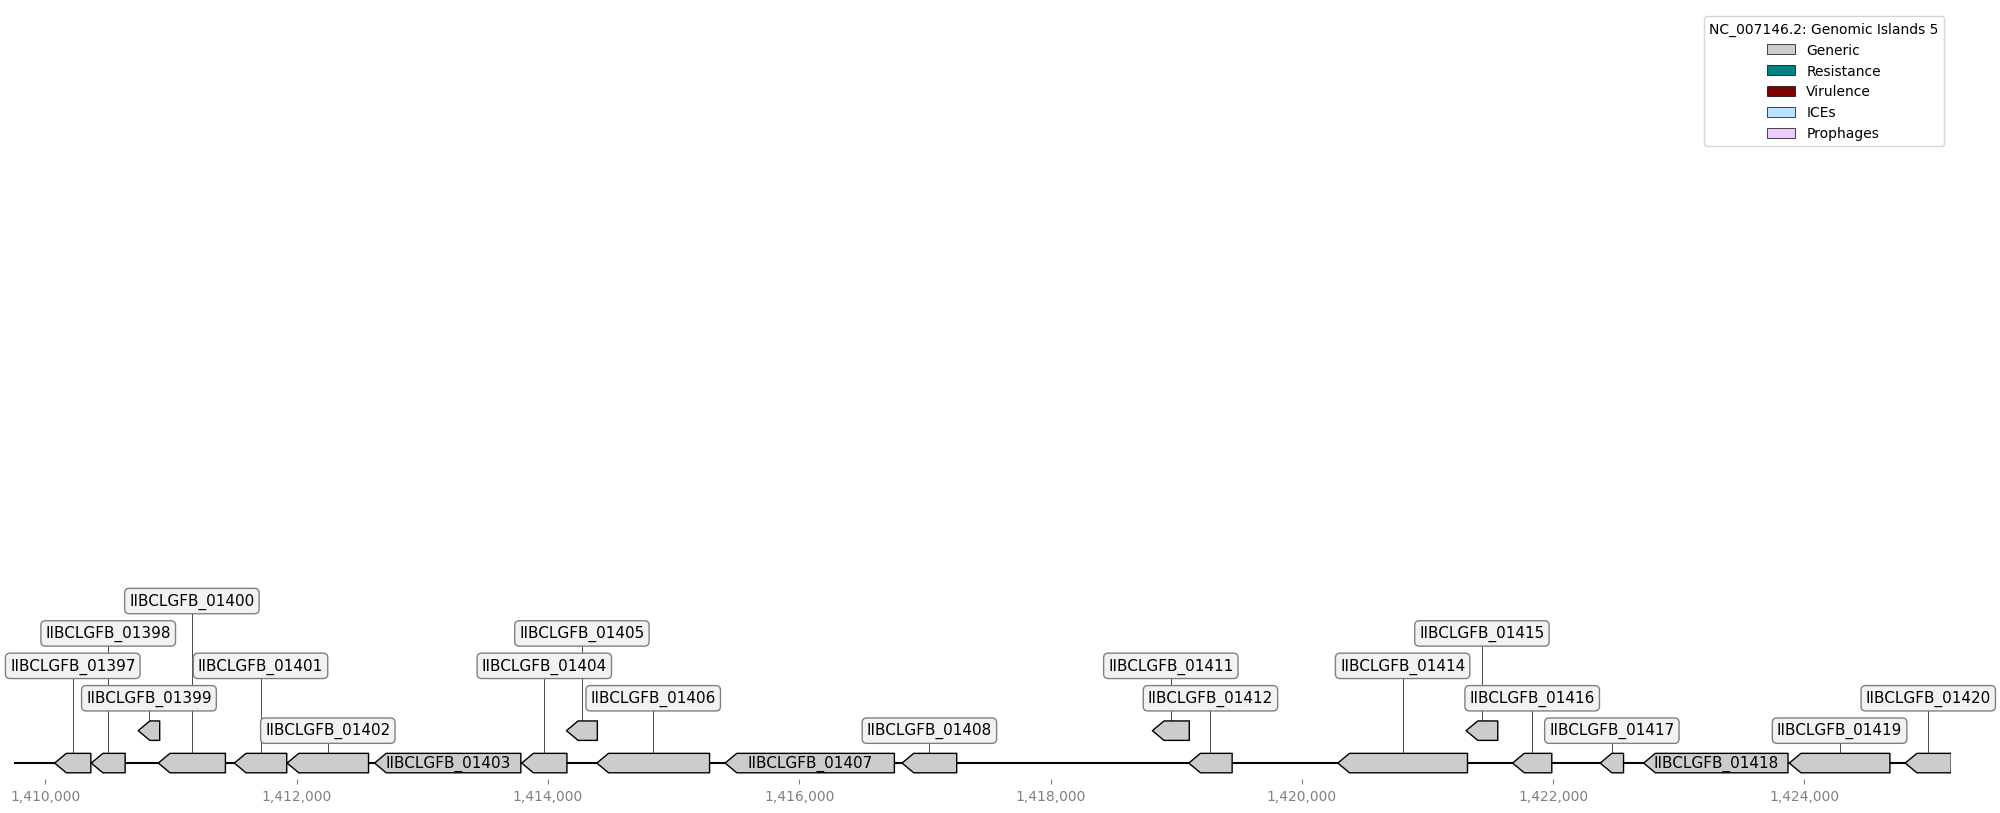 NC_007146.2: Genomic Islands 5
Generic
Resistance
Virulence
ICEs
Prophages
IIBCLGFB_01400
IIBCLGFB_01398
IIBCLGFB_01405
IIBCLGFB_01415
IIBCLGFB_01397
IIBCLGFB_01401
IIBCLGFB_01404
IIBCLGFB_01411
IIBCLGFB_01414
IIBCLGFB_01399
IIBCLGFB_01406
IIBCLGFB_01412
IIBCLGFB_01416
IIBCLGFB_01420
IIBCLGFB_01402
IIBCLGFB_01408
IIBCLGFB_01417
IIBCLGFB_01419
IIBCLGFB_01403
IIBCLGFB_01407
IIBCLGFB_01418
1,410,000
1,412,000
1,414,000
1,416,000
1,418,000
1,420,000
1,422,000
1,424,000